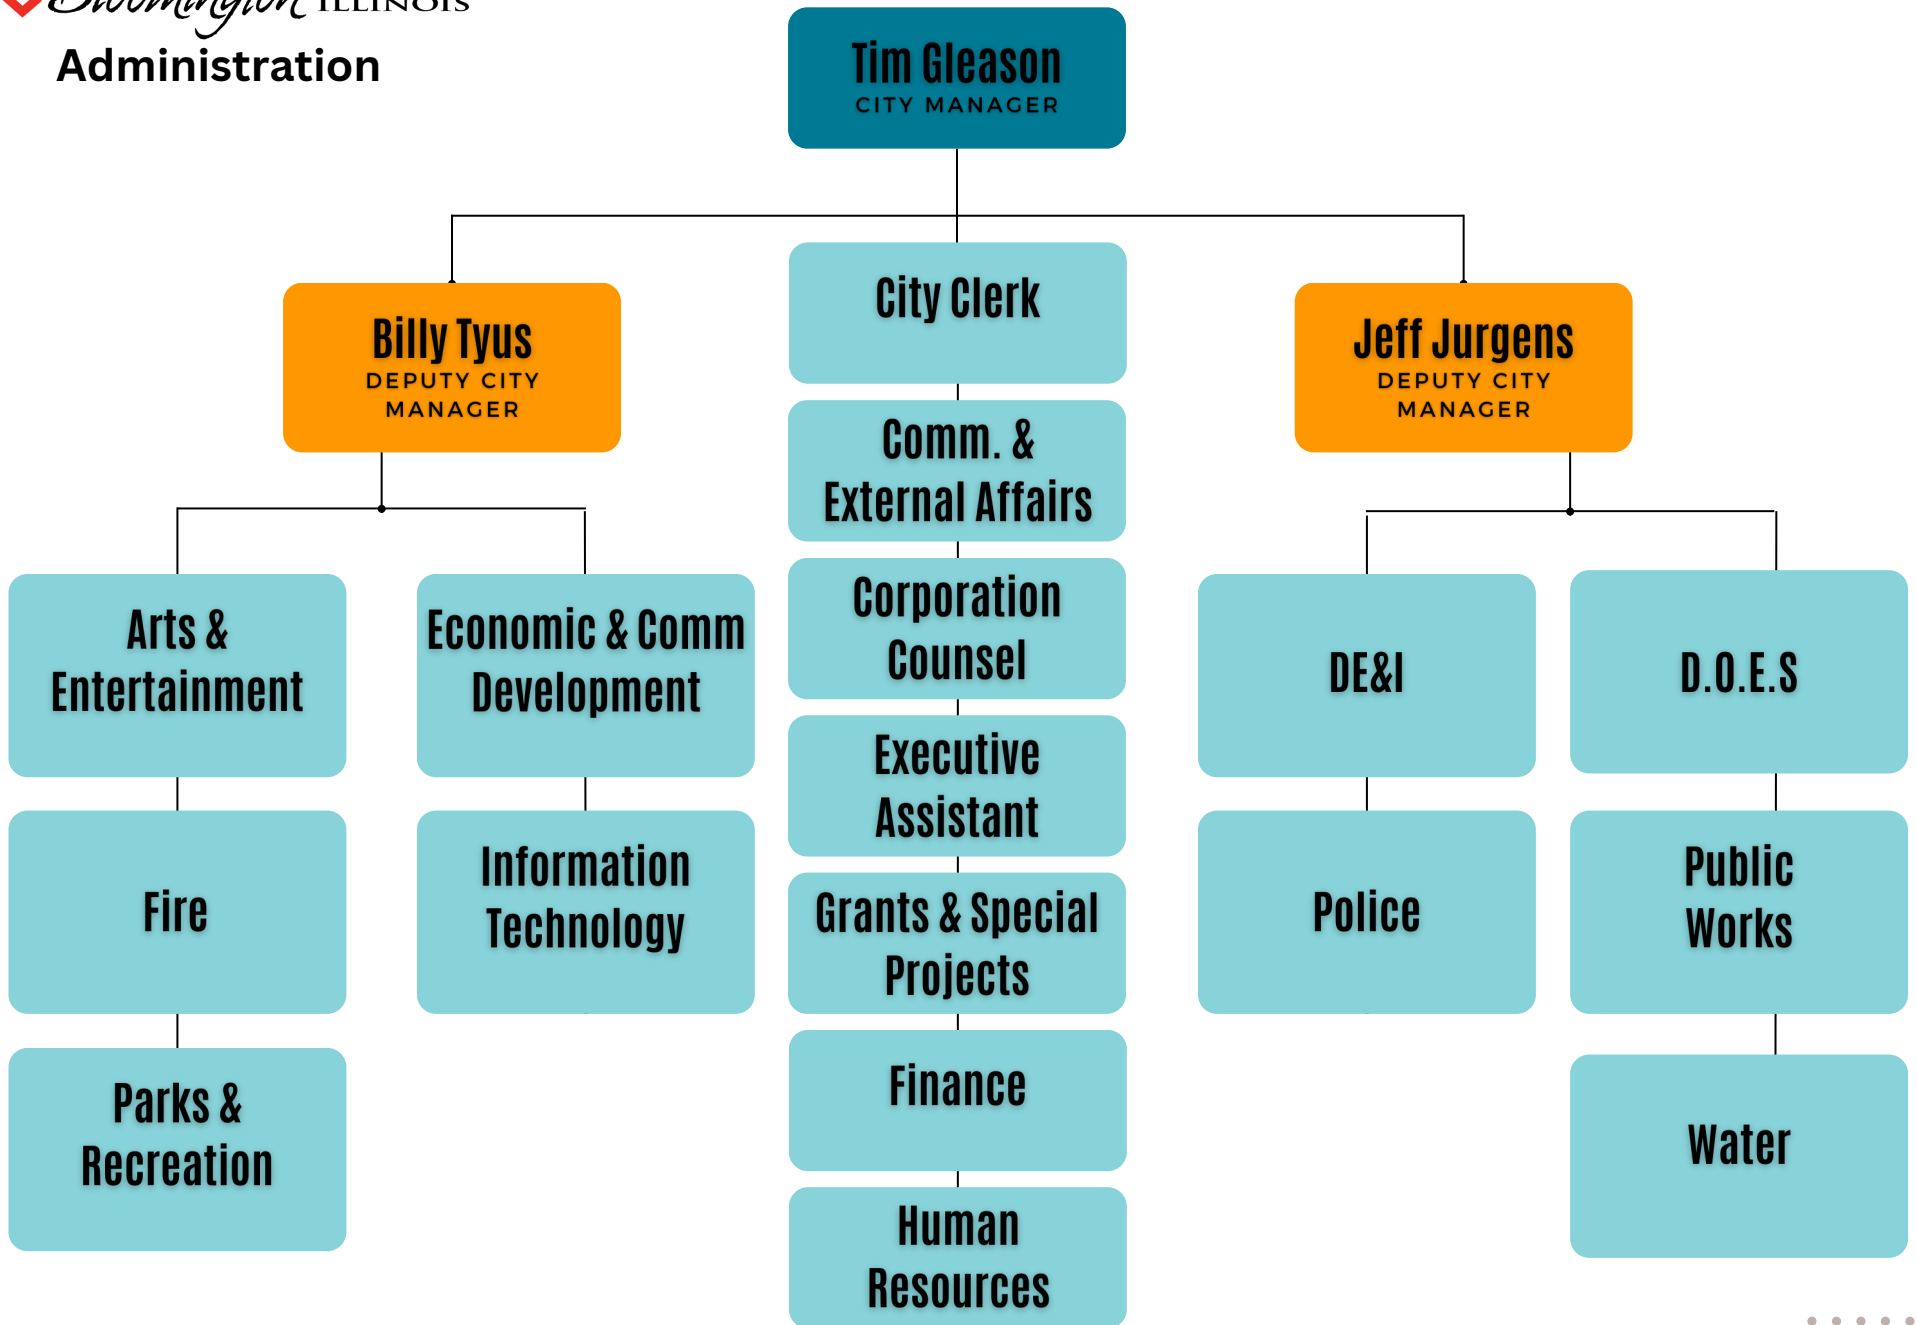 Bloomington ILLINOIS
Administration
Tim Gleason
CITY MANAGER
Billy Tyus
DEPUTY CITY
MANAGER
City Clerk
Jeff Jurgens
DEPUTY CITY
MANAGER
Comm. &
External Affairs
Corporation
Counsel
Executive
Assistant
Grants & Special
Projects
Finance
Human
Resources
Arts &
Entertainment
Fire
Parks &
Recreation
Economic & Comm
Development
Information
Technology
DE&I
Police
D.O.E.S
Public
Works
Water